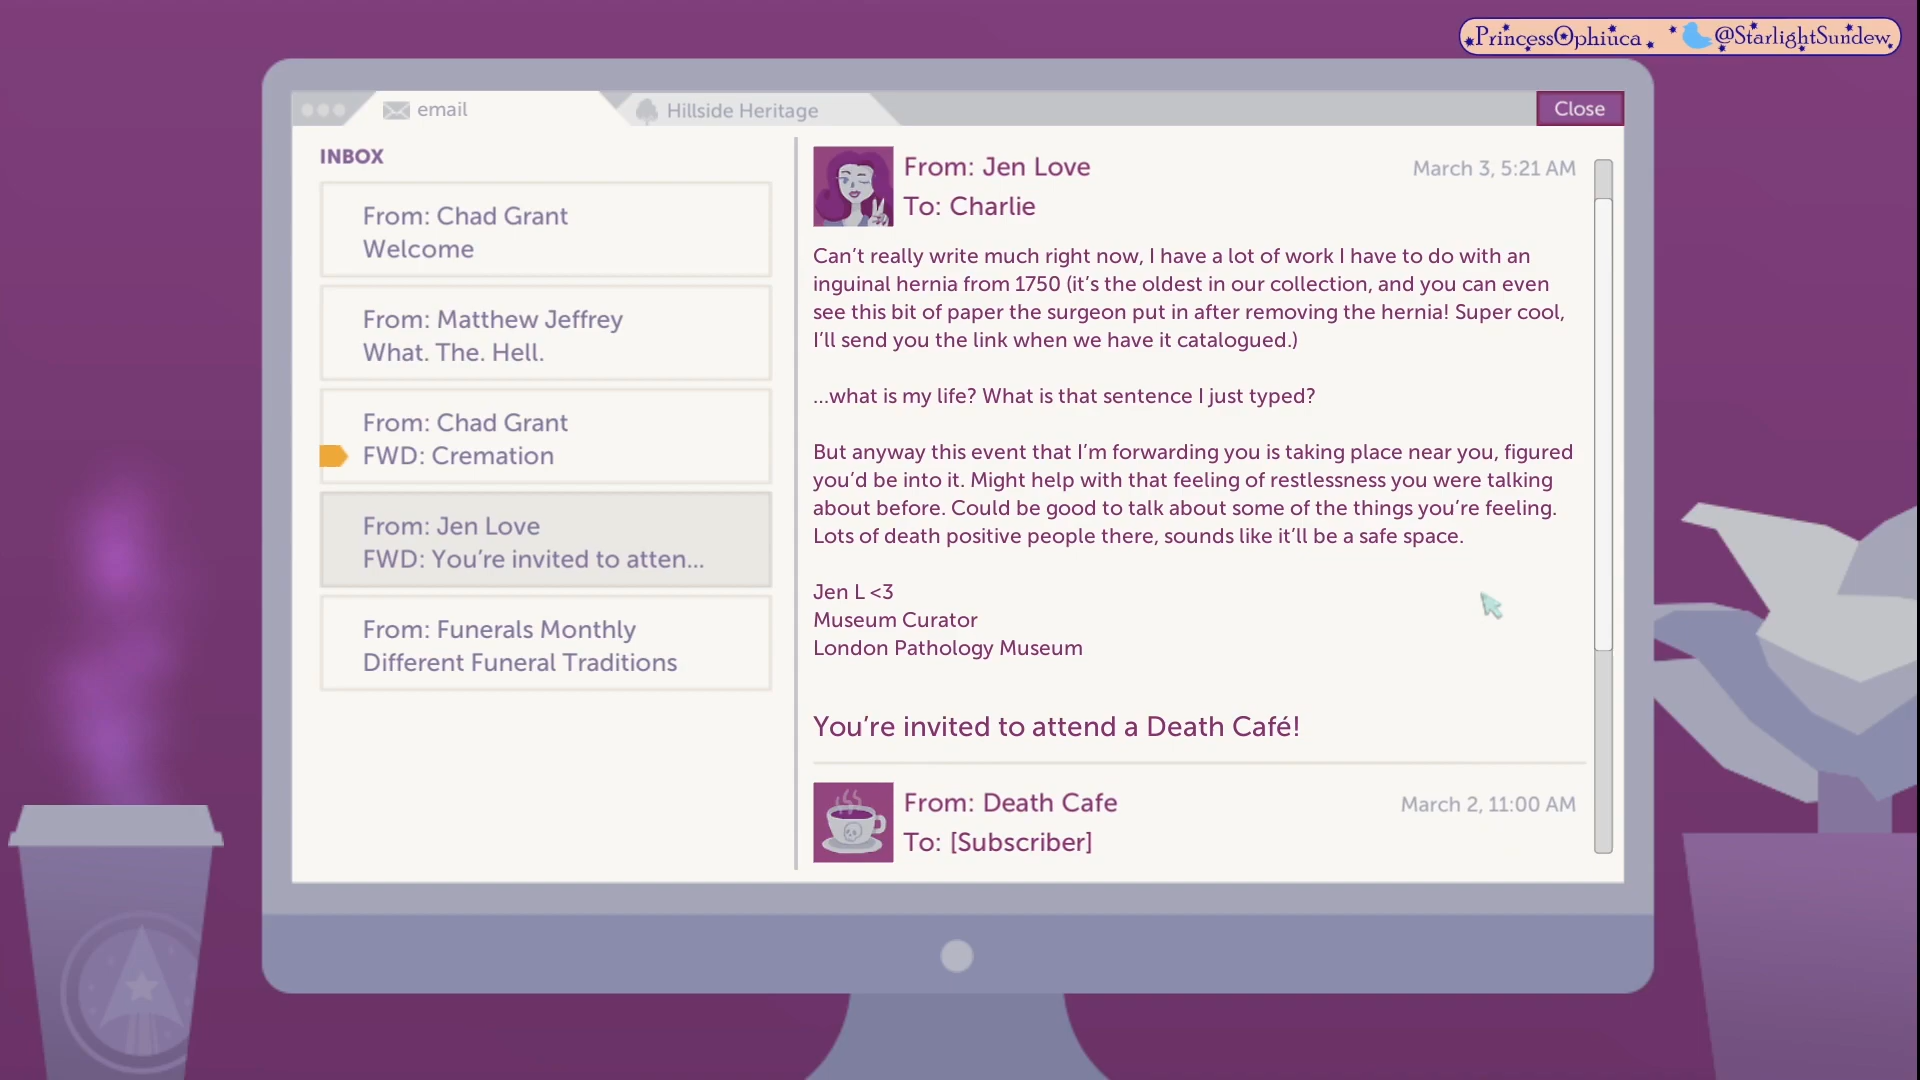 PrincessOphiuca @StarlightSundew
email
Hillside Heritage
Close
INBOX
From: Chad Grant
Welcome
From: Matthew Jeffrey
What. The. Hell.
From: Chad Grant
FWD: Cremation
From: Jen Love
FWD: You’re invited to atten...
From: Funerals Monthly
Different Funeral Traditions
From: Jen Love
March 3, 5:21 AM
To: Charlie
Can’t really write much right now, I have a lot of work I have to do with an
inguinal hernia from 1750 (it’s the oldest in our collection, and you can even
see this bit of paper the surgeon put in after removing the hernia! Super cool,
I’ll send you the link when we have it catalogued.)
...what is my life? What is that sentence I just typed?
But anyway this event that I’m forwarding you is taking place near you, figured
you’d be into it. Might help with that feeling of restlessness you were talking
about before. Could be good to talk about some of the things you’re feeling.
Lots of death positive people there, sounds like it’ll be a safe space.
Jen L <3
Museum Curator
London Pathology Museum
You’re invited to attend a Death Café!
From: Death Cafe
March 2, 11:00 AM
To: [Subscriber]